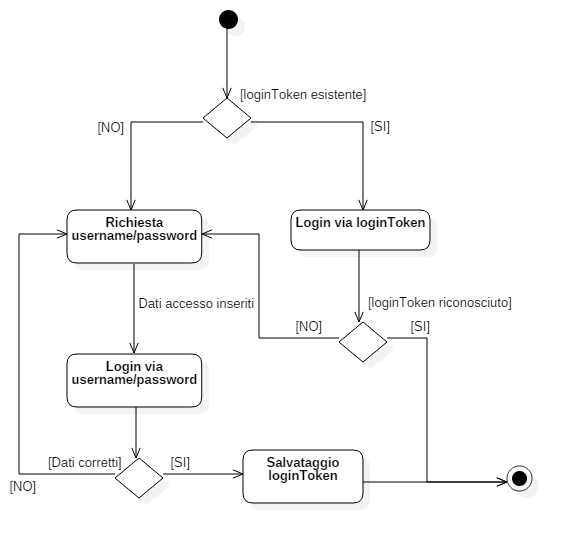 [loginToken esistente]
[NO]
[SI]
Richiesta
username/password
Login via loginToken
Dati accesso inseriti
[loginToken riconosciuto]
[NO]
[SI]
Login via
username/password
[Dati corretti]
[SI]
[NO]
Salvataggio
loginToken